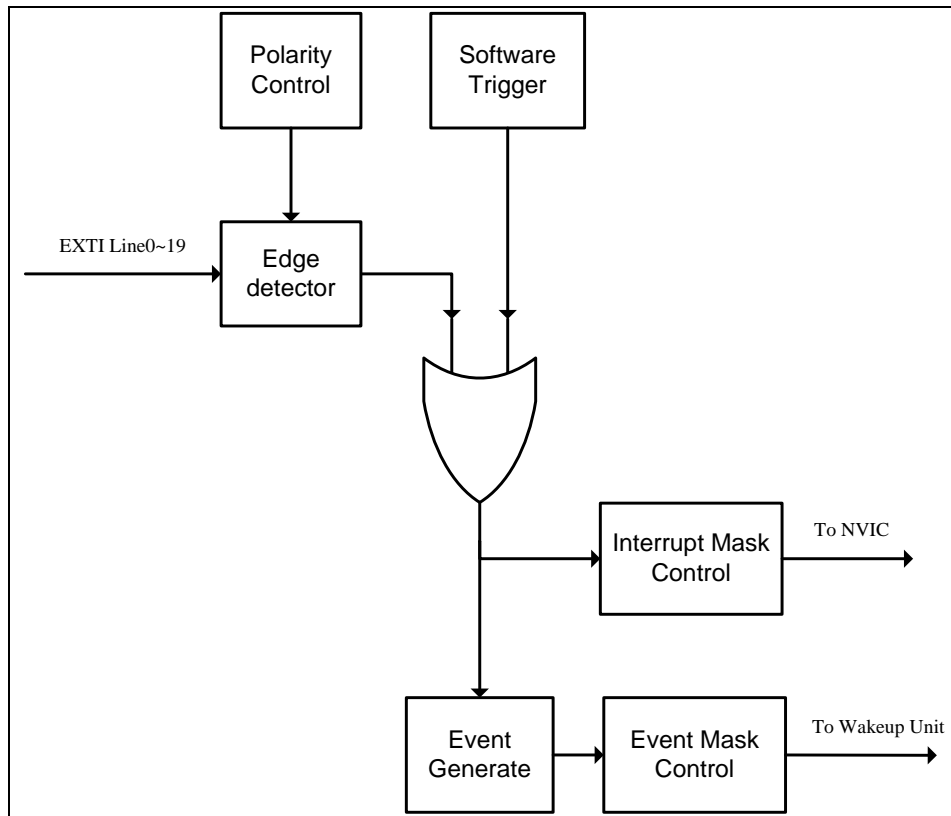 Polarity
Control
Software
Trigger
EXTI Line0~19
Edge
detector
Interrupt Mask
Control
To NVIC
Event
Generate
Event Mask
Control
To Wakeup Unit